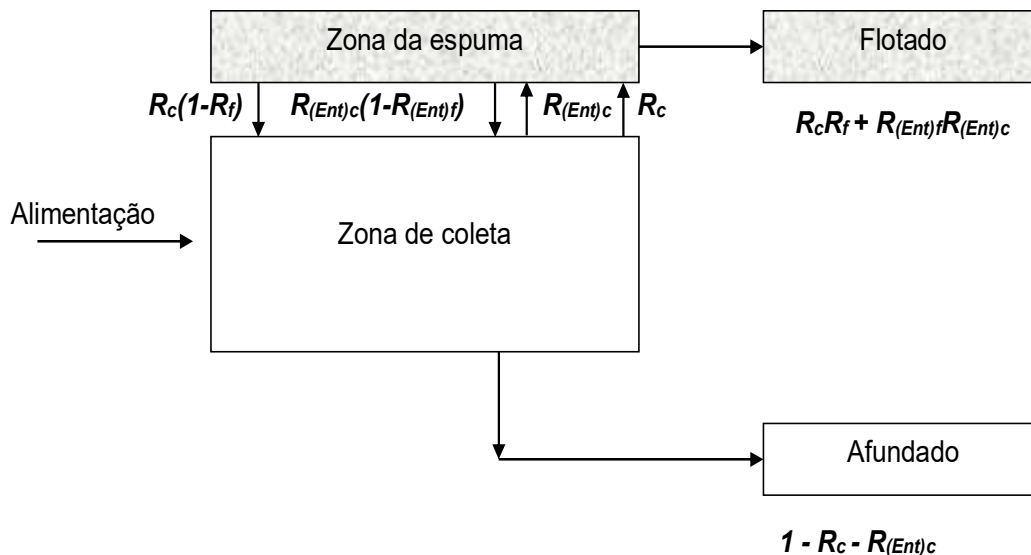 Zona da espuma
Flotado
Rc(1-Rf) R(Ent)c(1-R(Ent)f) R(Ent)c Rc
RcRf + R(Ent)fR(Ent)c
Alimentação
Zona de coleta
Afundado
1 - Rc - R(Ent)c